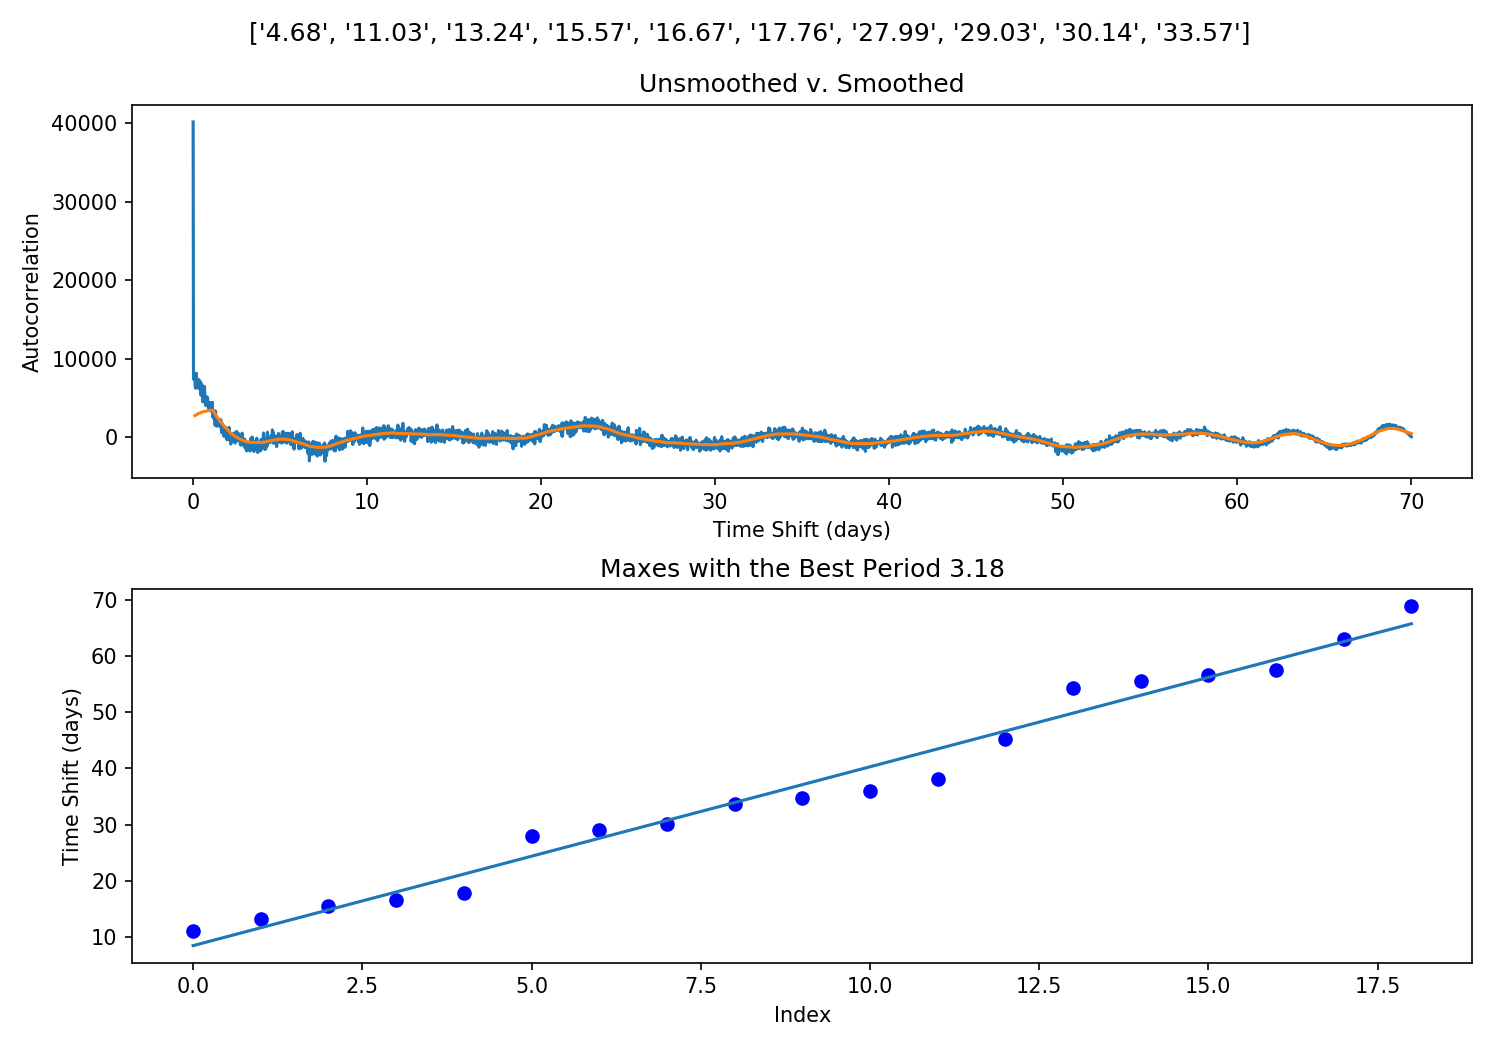 ['4.68', '11.03', '13.24', '15.57', '16.67', '17.76', '27.99', '29.03', '30.14', '33.57']
Unsmoothed v. Smoothed
40000
30000
20000
10000
0
Autocorrelation
0 10 20 30 40 50 60 70
Time Shift (days)
Maxes with the Best Period 3.18
70
60
50
40
30
20
10
Time Shift (days)
0.0 2.5 5.0 7.5 10.0 12.5 15.0 17.5
Index